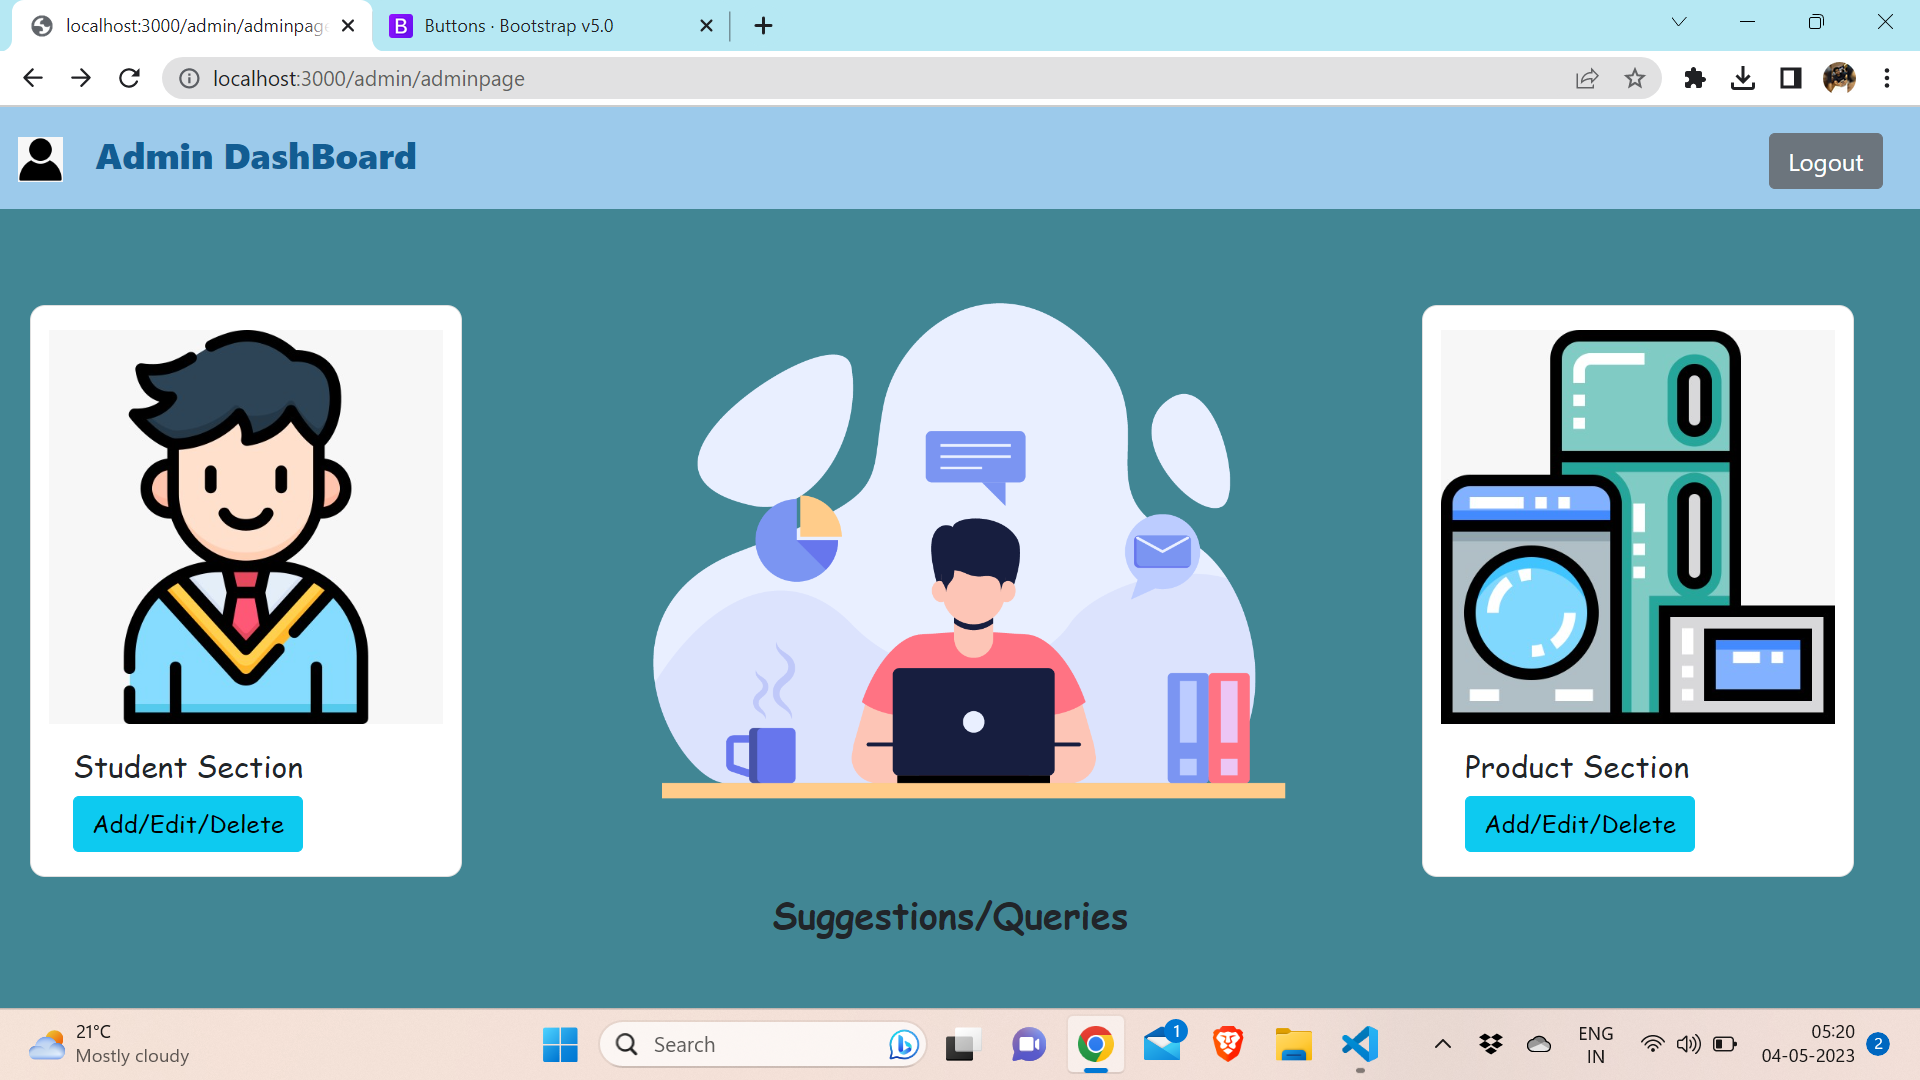 localhost:3000/admin/adminpage
Buttons · Bootstrap v5.0
localhost:3000/admin/adminpage
Admin DashBoard
Logout
Student Section
Add/Edit/Delete
Product Section
Add/Edit/Delete
Suggestions/Queries
21°C
Mostly cloudy
Search
1
ENG
IN
05:20
04-05-2023
2